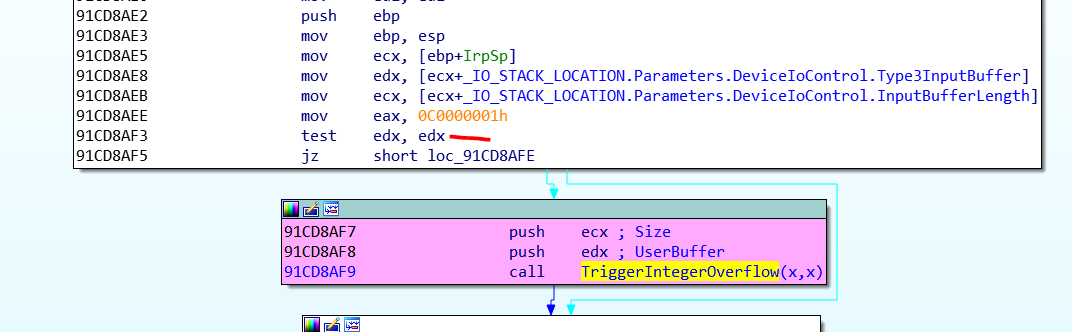 91CD8AE2 push ebp
91CD8AE3 mov ebp, esp
91CD8AE5 mov ecx, [ebp+IrpSp]
91CD8AE8 mov edx, [ecx+_IO_STACK_LOCATION.Parameters.DeviceIoControl.Type3InputBuffer]
91CD8AEB mov ecx, [ecx+_IO_STACK_LOCATION.Parameters.DeviceIoControl.InputBufferLength]
91CD8AEE mov eax, 0C0000001h
91CD8AF3 test edx, edx
91CD8AF5 jz short loc_91CD8AFE
91CD8AF7 push ecx ; Size
91CD8AF8 push edx ; UserBuffer
91CD8AF9 call TriggerIntegerOverflow(x,x)